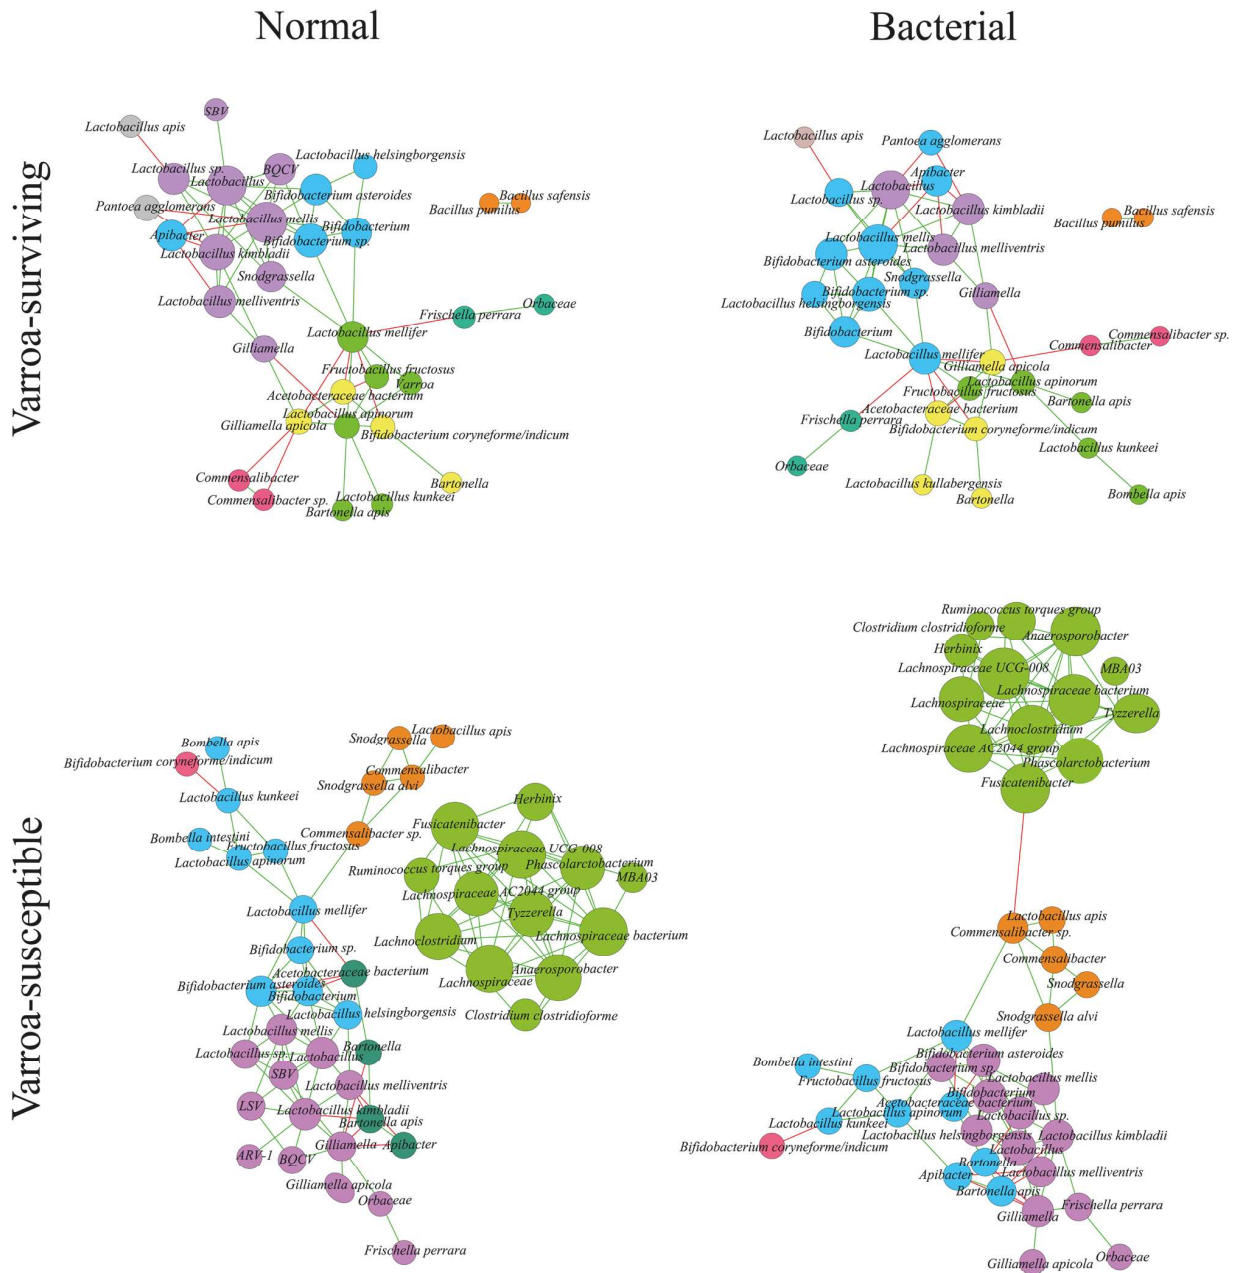 Normal
Bacterial
Varroa-surviving
SBV
Lactobacillus apis
Lactobacillus helsingborgensis
Lactobacillus sp.
BQCV
Lactobacillus
Bifidobacterium asteroides
Pantoea agglomerans
Lactobacillus mellis
Bifidobacterium
Apibacter
Bifidobacterium sp.
Lactobacillus kimbladii
Snodgrassella
Lactobacillus melliventris
Bacillus safensis
Bacillus pumilus
Orbaceae
Frischella perrara
Lactobacillus mellifer
Gilliamella
Fructobacillus fructosus
Varroa
Acetobacteraceae bacterium
Lactobacillus apinorum
Gilliamella apicola
Bifidobacterium coryneforme/indicum
Commensalibacter
Bartonella
Commensalibacter sp.
Lactobacillus kunkeei
Bartonella apis
Lactobacillus apis
Pantoea agglomerans
Apibacter
Lactobacillus
Lactobacillus sp.
Lactobacillus kimbladii
Bacillus safensis
Bacillus pumilus
Lactobacillus mellis
Lactobacillus melliventris
Bifidobacterium asteroides
Snodgrassella
Bifidobacterium sp.
Gilliamella
Lactobacillus helsingborgensis
Bifidobacterium
Commensalibacter sp.
Commensalibacter
Lactobacillus mellifer
Gilliamella apicola
Lactobacillus apinorum
Fructobacillus fructosus
Bartonella apis
Acetobacteraceae bacterium
Frischella perrara
Bifidobacterium coryneforme/indicum
Lactobacillus kunkeei
Orbaceae
Lactobacillus kullabergensis
Bartonella
Bombella apis
Varroa-susceptible
Bombella apis
Bifidobacterium coryneforme/indicum
Lactobacillus kunkeei
Bombella intestini
Fructobacillus fructosus
Lactobacillus apinorum
Lactobacillus apis
Snodgrassella
Commensalibacter
Snodgrassella alvi
Commensalibacter sp.
Herbinix
Fusicatenibacter
Lachnospiraceae UCG-008
Phascolarctobacterium
Ruminococcus torques group
MBA03
Lachnospiraceae AC2044 group
Tyzzerella
Lachnoclostridium
Lachnospiraceae bacterium
Anaerosporobacter
Lachnospiraceae
Clostridium clostridioforme
Lactobacillus mellifer
Bifidobacterium sp.
Acetobacteraceae bacterium
Bifidobacterium asteroides
Bifidobacterium
Lactobacillus helsingborgensis
Lactobacillus mellis
Bartonella
Lactobacillus sp.
Lactobacillus
SBV
Lactobacillus melliventris
LSV
Lactobacillus kimbladii
Bartonella apis
Gilliamella
Apibacter
ARV-1
BQCV
Gilliamella apicola
Orbaceae
Frischella perrara
Ruminococcus torques group
Clostridium clostridioforme
Anaerosporobacter
Herbinix
Lachnospiraceae UCG-008
MBA03
Lachnospiraceae bacterium
Lachnospiraceae
Tyzzerella
Lachnoclostridium
Lachnospiraceae AC2044 group
Phascolarctobacterium
Fusicatenibacter
Lactobacillus apis
Commensalibacter sp.
Commensalibacter
Snodgrassella
Snodgrassella alvi
Lactobacillus mellifer
Bifidobacterium asteroides
Bombella intestini
Bifidobacterium sp.
Fructobacillus fructosus
Lactobacillus mellis
Bifidobacterium
Acetobacteraceae bacterium
Lactobacillus apinorum
Lactobacillus sp.
Lactobacillus kunkeei
Lactobacillus helsingborgensis
Lactobacillus kimbladii
Bifidobacterium coryneforme/indicum
Lactobacillus
Bartonella
Apibacter
Lactobacillus melliventris
Bartonella apis
Frischella perrara
Gilliamella
Gilliamella apicola
Orbaceae